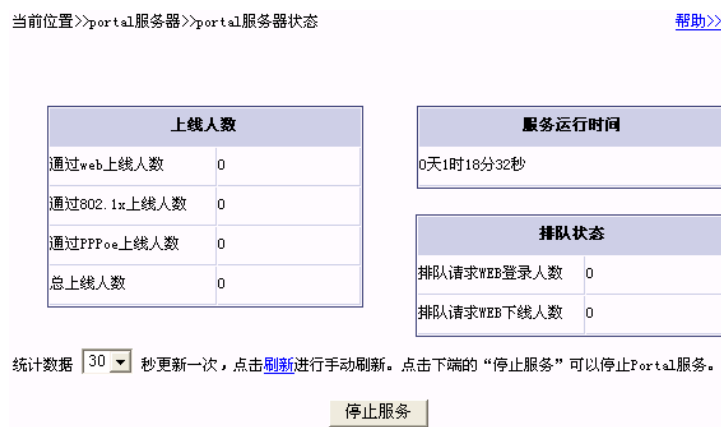 当前位置>>portal服务器>>portal服务器状态 帮助>>
上线人数
通过web上线人数 0
通过802.1x上线人数 0
通过PPPoe上线人数 0
总上线人数 0
服务运行时间
0天1时18分32秒
排队状态
排队请求WEB登录人数 0
排队请求WEB下线人数 0
统计数据 30 秒更新一次，点击刷新进行手动刷新。点击下端的“停止服务”可以停止Portal服务。
停止服务